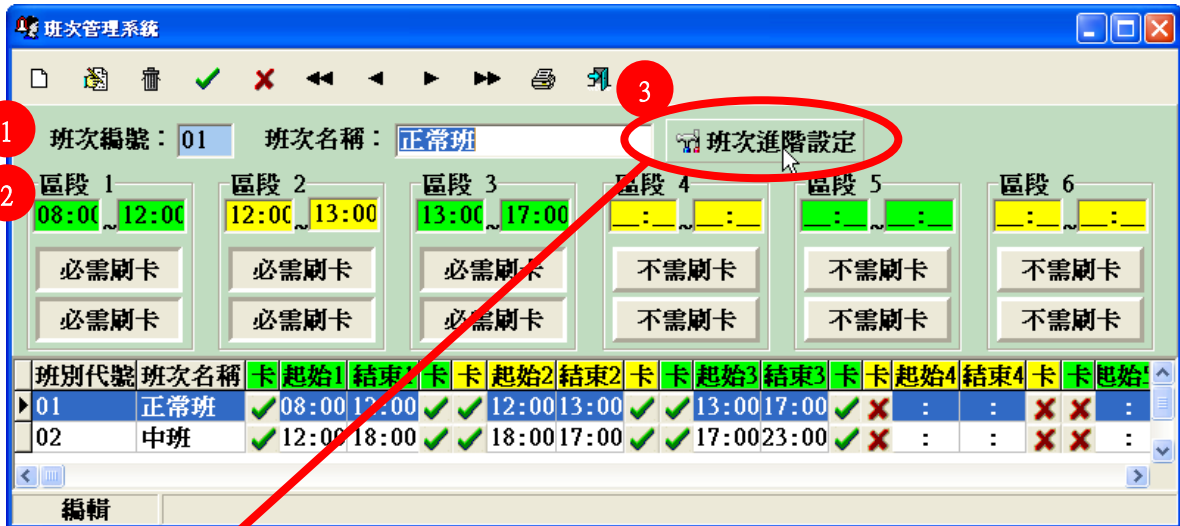 班次管理系統
3
1 班次編號：01 班次名稱：正常班 班次進階設定
2 區段 1 區段 2 區段 3 區段 4 區段 5 區段 6
08:00~12:00 12:00~13:00 13:00~17:00 __:__~__:__ __:__~__:__ __:__~__:__
必需刷卡 必需刷卡 必需刷卡 不需刷卡 不需刷卡 不需刷卡
必需刷卡 必需刷卡 必需刷卡 不需刷卡 不需刷卡 不需刷卡
班別代號 班次名稱 卡 起始1 結束1 卡 卡 起始2 結束2 卡 卡 起始3 結束3 卡 卡 起始4 結束4 卡 卡 起始5
01 正常班 08:00 12:00 12:00 13:00 13:00 17:00 : : :
02 中班 12:00 18:00 18:00 17:00 17:00 23:00 : : :
編輯